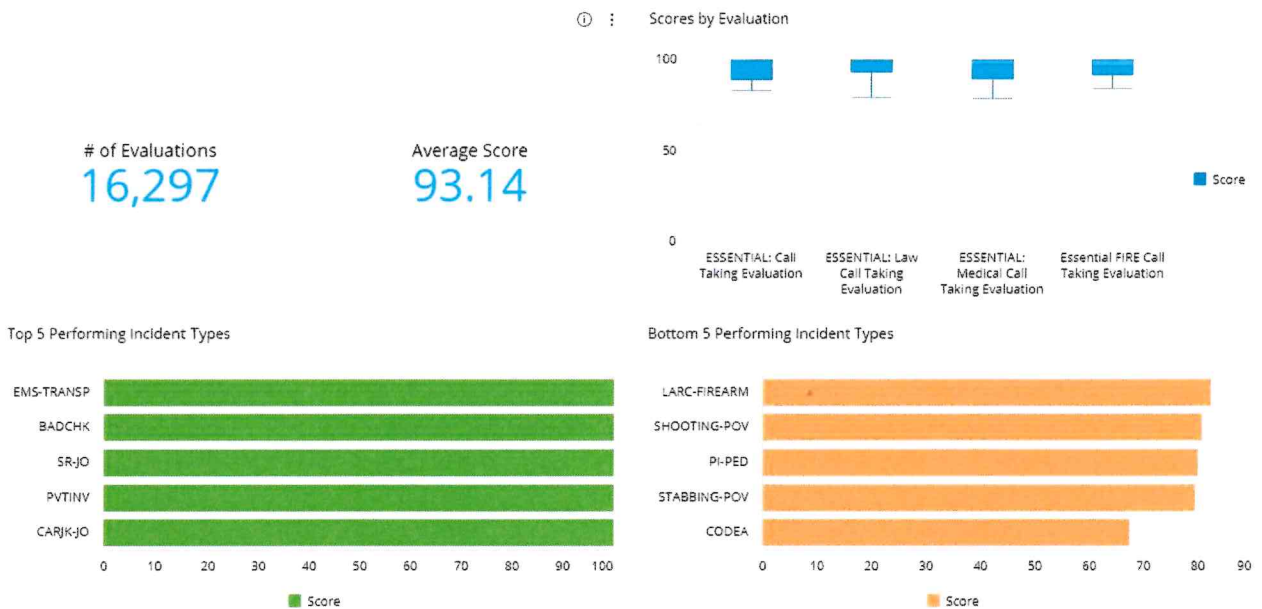 # of Evaluations
16,297
Average Score
93.14
Scores by Evaluation
100
50
0
ESSENTIAL: Call
Taking Evaluation
ESSENTIAL: Law
Call Taking
Evaluation
ESSENTIAL:
Medical Call
Taking Evaluation
Essential FIRE Call
Taking Evaluation
Score
Top 5 Performing Incident Types
EMS-TRANSP
BADCHK
SR-JO
PVTINV
CARJK-JO
0 10 20 30 40 50 60 70 80 90 100
Score
Bottom 5 Performing Incident Types
LARC-FIREARM
SHOOTING-POV
PI-PED
STABBING-POV
CODEA
0 10 20 30 40 50 60 70 80 90
Score